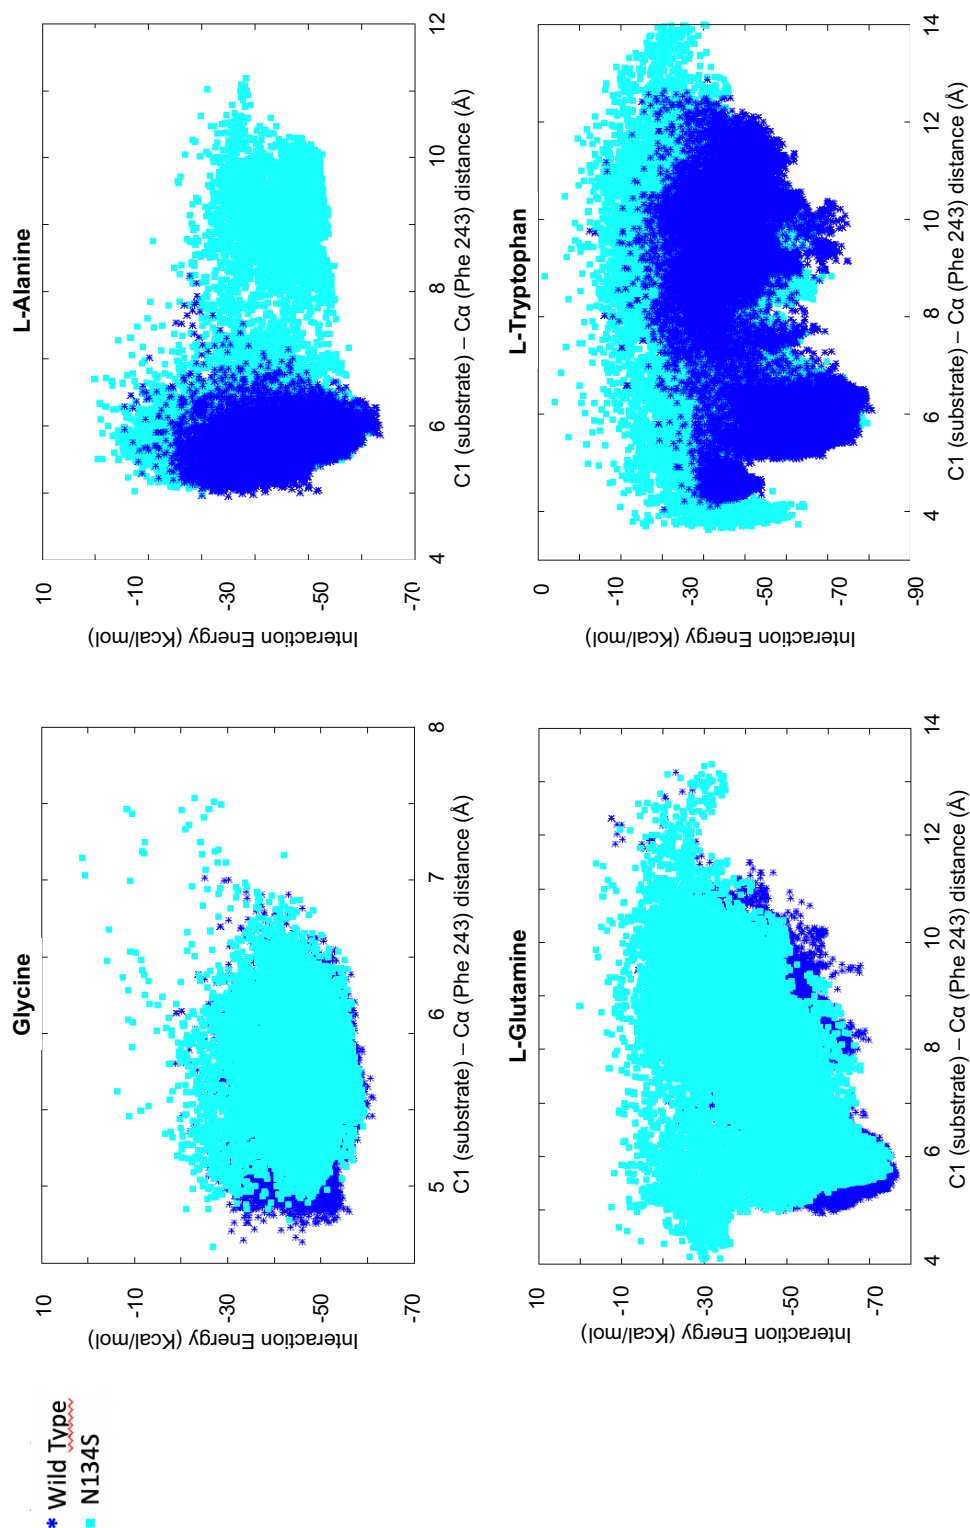 * Wild Type
N134S
Glycine
Interaction Energy (Kcal/mol)
10
-10
-30
-50
-70
5 6 7 8
C1 (substrate) – Cα (Phe 243) distance (Å)
L-Alanine
Interaction Energy (Kcal/mol)
10
-10
-30
-50
-70
4 6 8 10 12
C1 (substrate) – Cα (Phe 243) distance (Å)
L-Glutamine
Interaction Energy (Kcal/mol)
10
-10
-30
-50
-70
4 6 8 10 12 14
C1 (substrate) – Cα (Phe 243) distance (Å)
L-Tryptophan
Interaction Energy (Kcal/mol)
0
-10
-30
-50
-70
-90
4 6 8 10 12 14
C1 (substrate) – Cα (Phe 243) distance (Å)